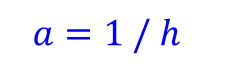 a = 1 / h